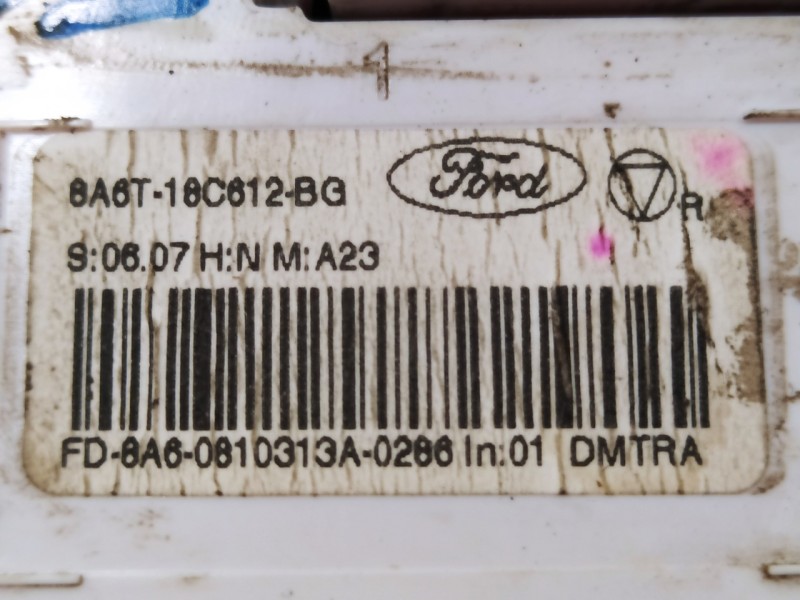 8A6T-18C612-BG
Ford
R
S:06.07 H:N M:A23
FD-8A6-0810313A-0286 In:01 DMTRA